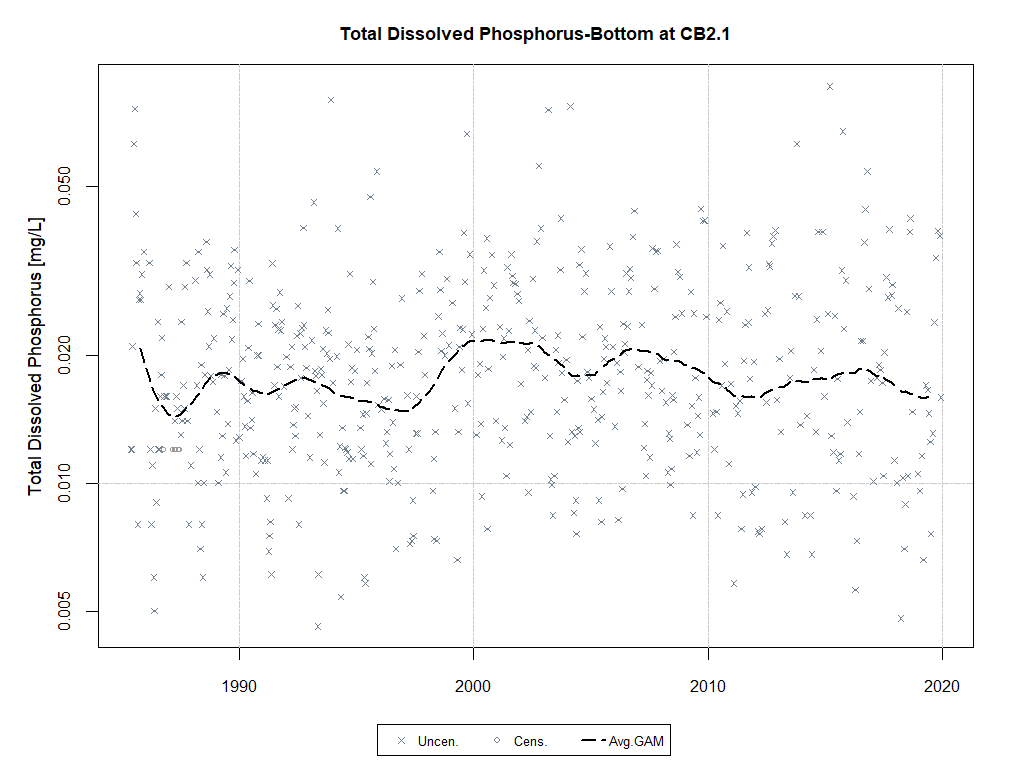 Total Dissolved Phosphorus-Bottom at CB2.1
Total Dissolved Phosphorus [mg/L]
0.050
0.020
0.010
0.005
1990 2000 2010 2020
Uncen. Cens. Avg.GAM